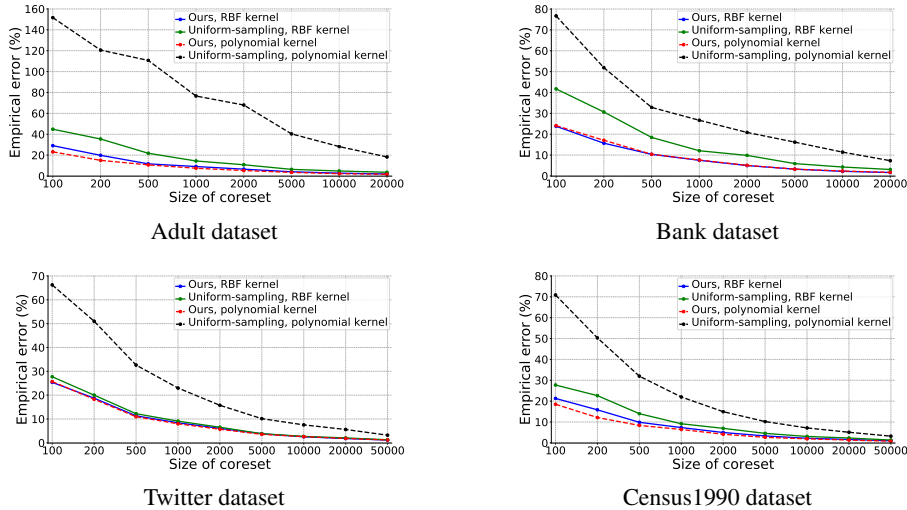 160
140
120
100
80
60
40
20
0
Empirical error (%)
Ours, RBF kernel
Uniform-sampling, RBF kernel
Ours, polynomial kernel
Uniform-sampling, polynomial kernel
100 200 500 1000 2000 5000 10000 20000
Size of coreset
Adult dataset
80
70
60
50
40
30
20
10
0
Empirical error (%)
Ours, RBF kernel
Uniform-sampling, RBF kernel
Ours, polynomial kernel
Uniform-sampling, polynomial kernel
100 200 500 1000 2000 5000 10000 20000
Size of coreset
Bank dataset
70
60
50
40
30
20
10
0
Empirical error (%)
Ours, RBF kernel
Uniform-sampling, RBF kernel
Ours, polynomial kernel
Uniform-sampling, polynomial kernel
100 200 500 1000 2000 5000 10000 20000 50000
Size of coreset
Twitter dataset
80
70
60
50
40
30
20
10
0
Empirical error (%)
Ours, RBF kernel
Uniform-sampling, RBF kernel
Ours, polynomial kernel
Uniform-sampling, polynomial kernel
100 200 500 1000 2000 5000 10000 20000 50000
Size of coreset
Census1990 dataset